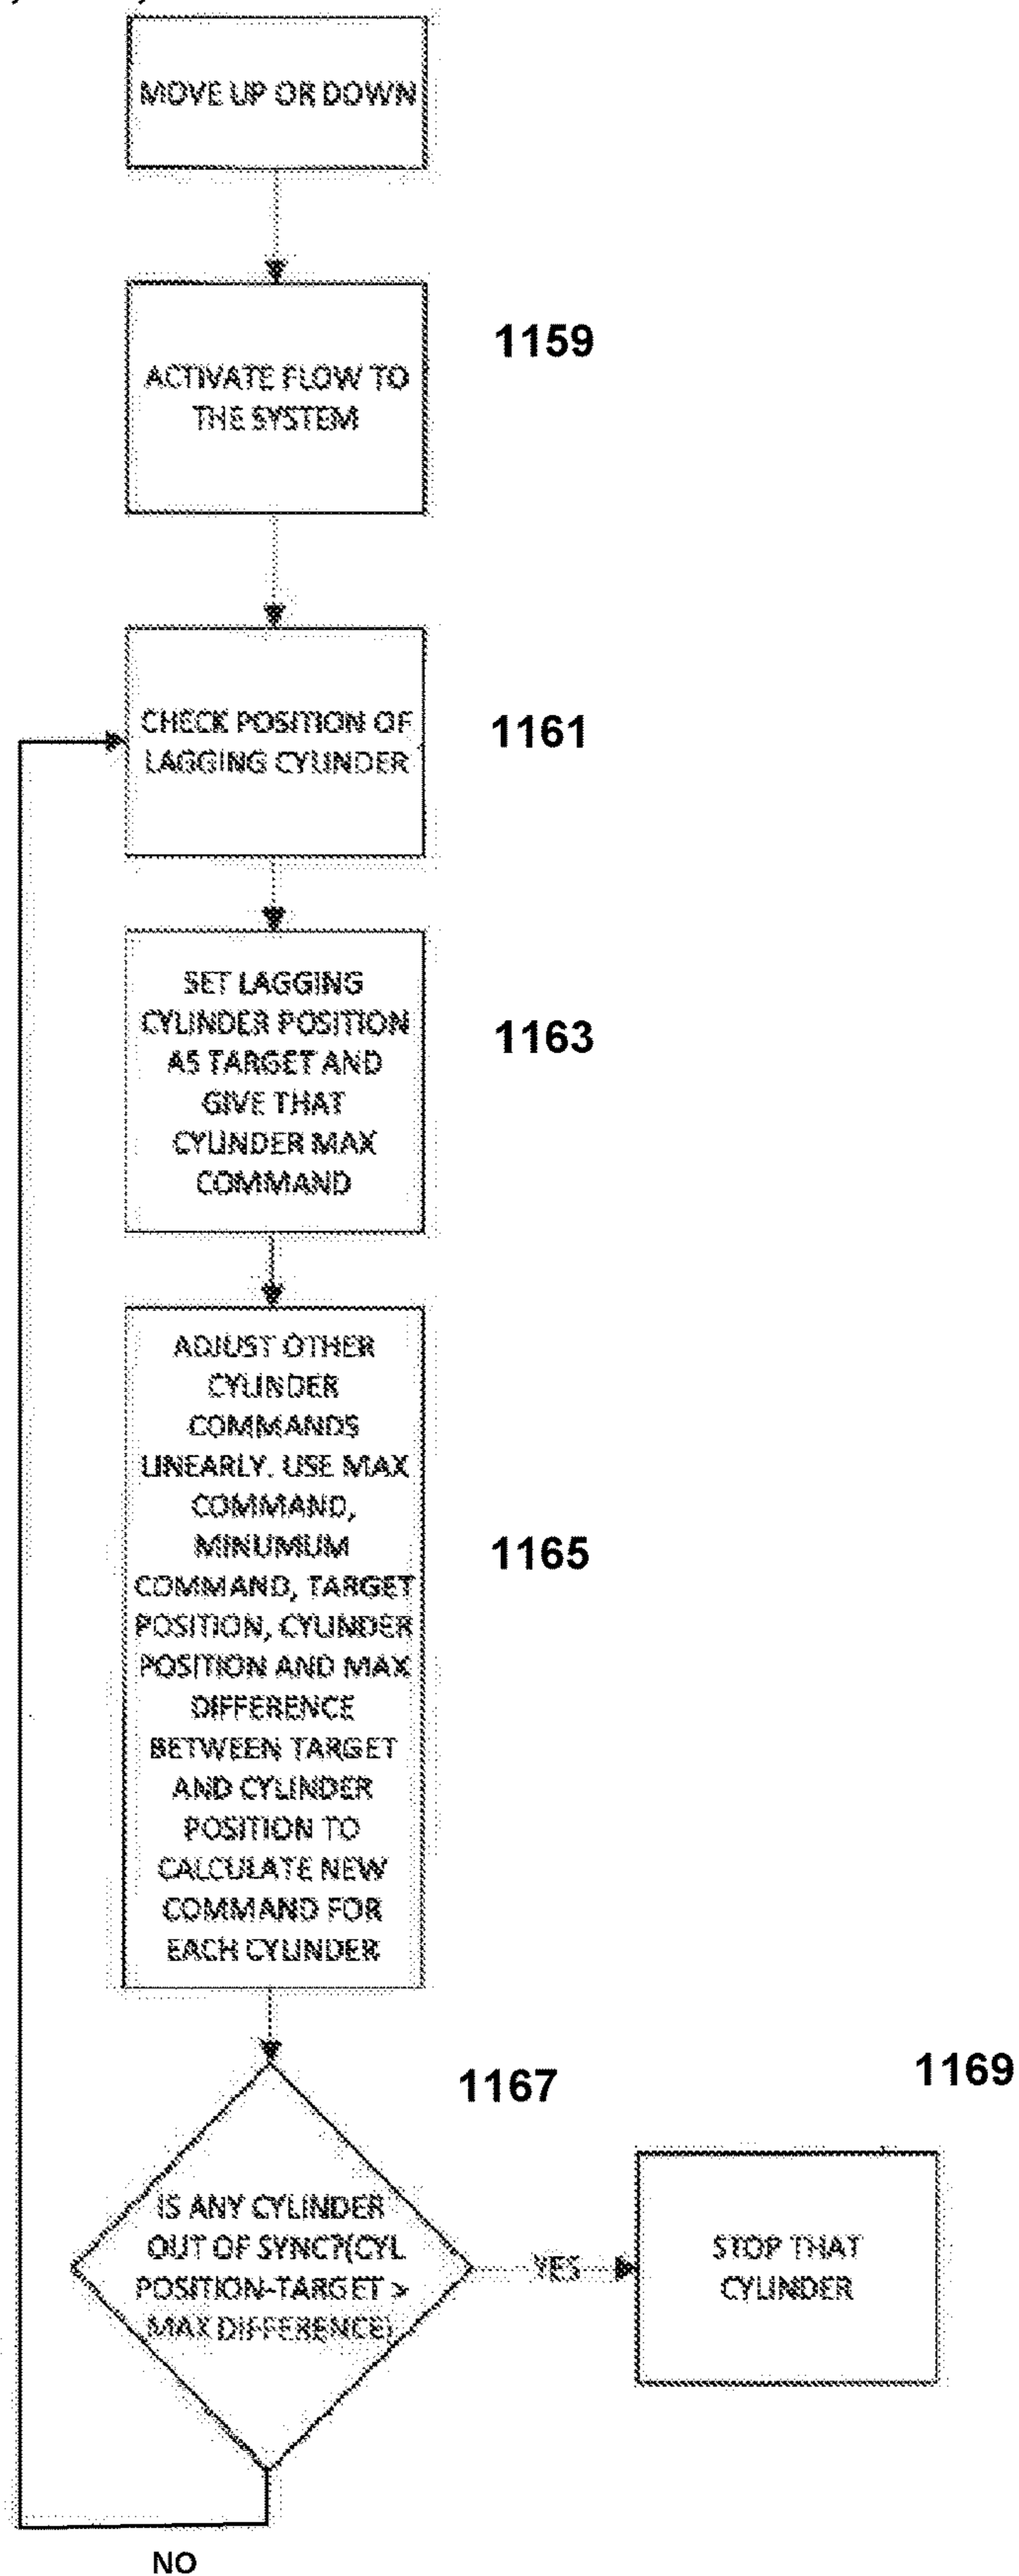 MOVE UP OR DOWN
ACTIVATE FLOW TO
THE SYSTEM
1159
CHECK POSITION OF
LAGGING CYLINDER
1161
SET LAGGING
CYLINDER POSITION
AS TARGET AND
GIVE THAT
CYLINDER MAX
COMMAND
1163
ADJUST OTHER
CYLINDER
COMMANDS
LINEARLY. USE MAX
COMMAND,
MINUMUM
COMMAND, TARGET
POSITION, CYLINDER
POSITION AND MAX
DIFFERENCE
BETWEEN TARGET
AND CYLINDER
POSITION TO
CALCULATE NEW
COMMAND FOR
EACH CYLINDER
1165
1167
IS ANY CYLINDER
OUT OF SYNC?(CYL
POSITION-TARGET >
MAX DIFFERENCE)
YES
1169
STOP THAT
CYLINDER
NO